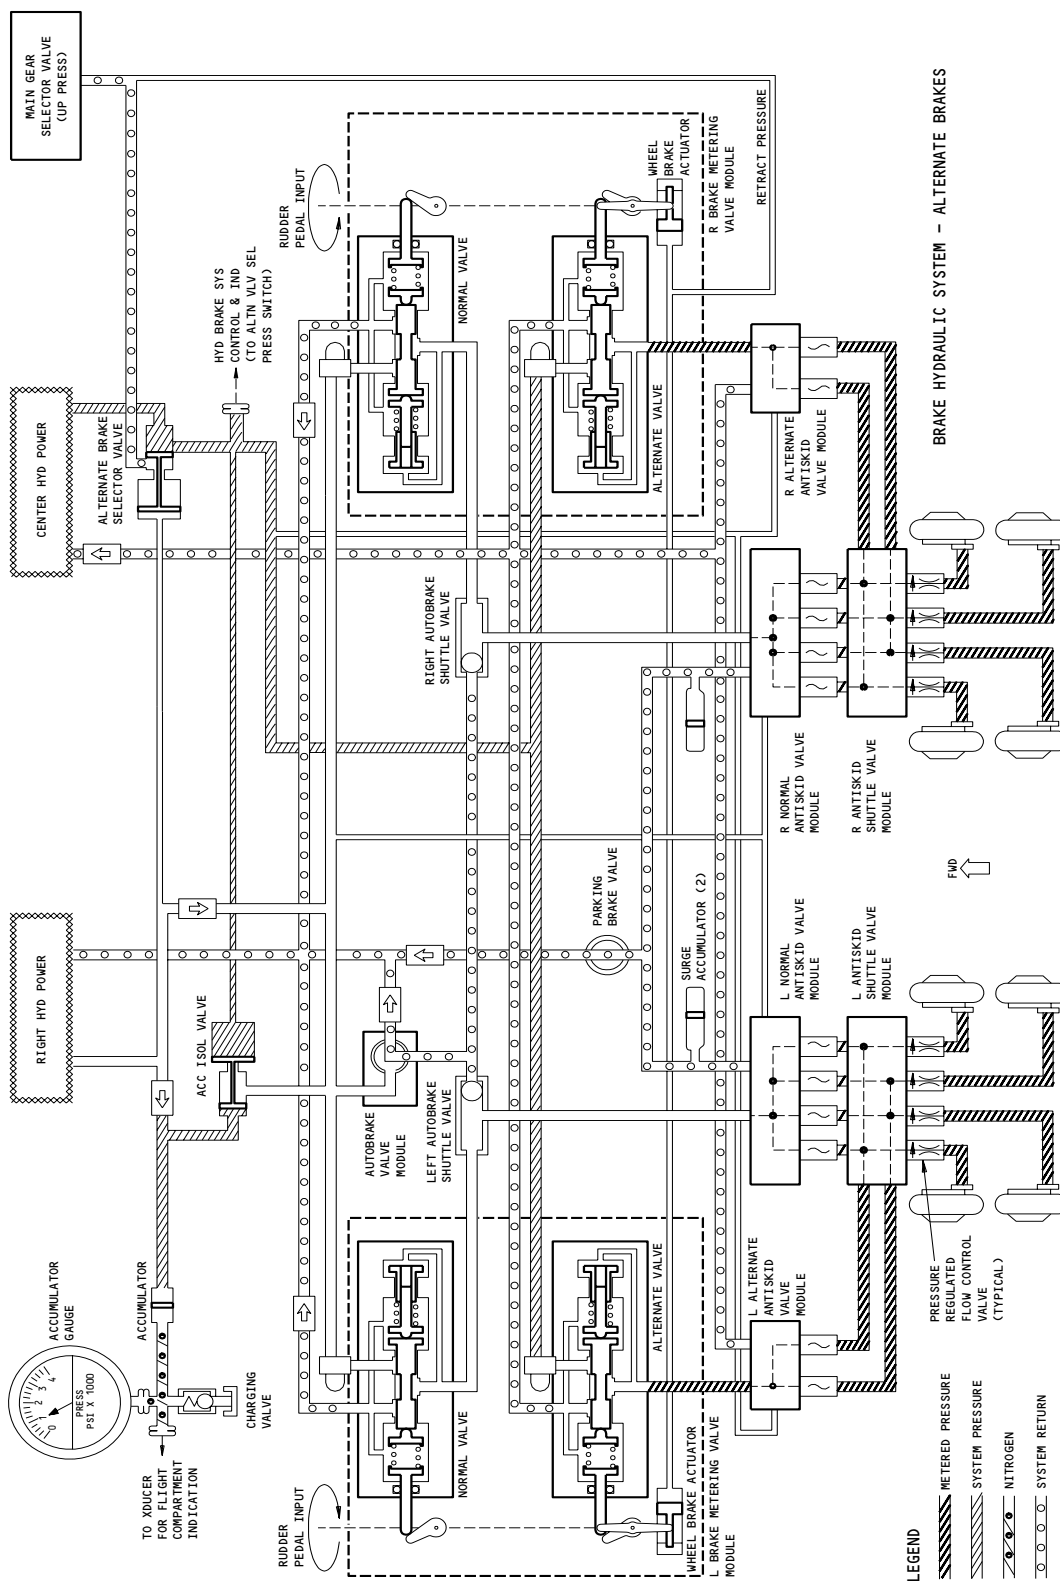 MAIN GEAR
SELECTOR VALVE
(UP PRESS)
CENTER HYD POWER
ALTERNATE BRAKE
SELECTOR VALVE
HYD BRAKE SYS
CONTROL & IND
(TO ALTN VLV SEL
PRESS SWITCH)
RUDDER
PEDAL INPUT
NORMAL VALVE
ALTERNATE VALVE
WHEEL
BRAKE
ACTUATOR
R BRAKE METERING
VALVE MODULE
RETRACT PRESSURE
R ALTERNATE
ANTISKID
VALVE MODULE
BRAKE HYDRAULIC SYSTEM - ALTERNATE BRAKES
RIGHT AUTOBRAKE
SHUTTLE VALVE
R NORMAL
ANTISKID VALVE
MODULE
R ANTISKID
SHUTTLE VALVE
MODULE
FWD
RIGHT HYD POWER
ACC ISOL VALVE
PARKING
BRAKE VALVE
SURGE
ACCUMULATOR (2)
L NORMAL
ANTISKID VALVE
MODULE
L ANTISKID
SHUTTLE VALVE
MODULE
AUTOBRAKE
VALVE
MODULE
LEFT AUTOBRAKE
SHUTTLE VALVE
ACCUMULATOR
GAUGE
ACCUMULATOR
0
1
2
3
4
PRESS
PSI X 1000
CHARGING
VALVE
TO XDUCER
FOR FLIGHT
COMPARTMENT
INDICATION
RUDDER
PEDAL INPUT
NORMAL VALVE
ALTERNATE VALVE
WHEEL BRAKE ACTUATOR
L BRAKE METERING VALVE
MODULE
L ALTERNATE
ANTISKID
VALVE
MODULE
PRESSURE
REGULATED
FLOW CONTROL
VALVE
(TYPICAL)
LEGEND
METERED PRESSURE
SYSTEM PRESSURE
NITROGEN
SYSTEM RETURN